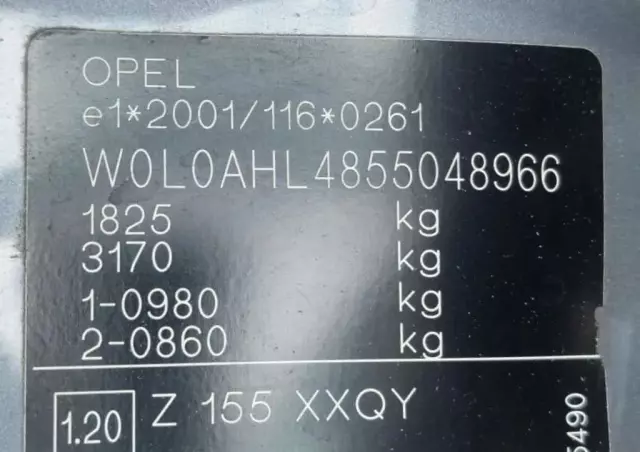 OPEL
e1*2001/116*0261
W0L0AHL4855048966
1825 kg
3170 kg
1-0980 kg
2-0860 kg
1.20 Z 155 XXQY
5490